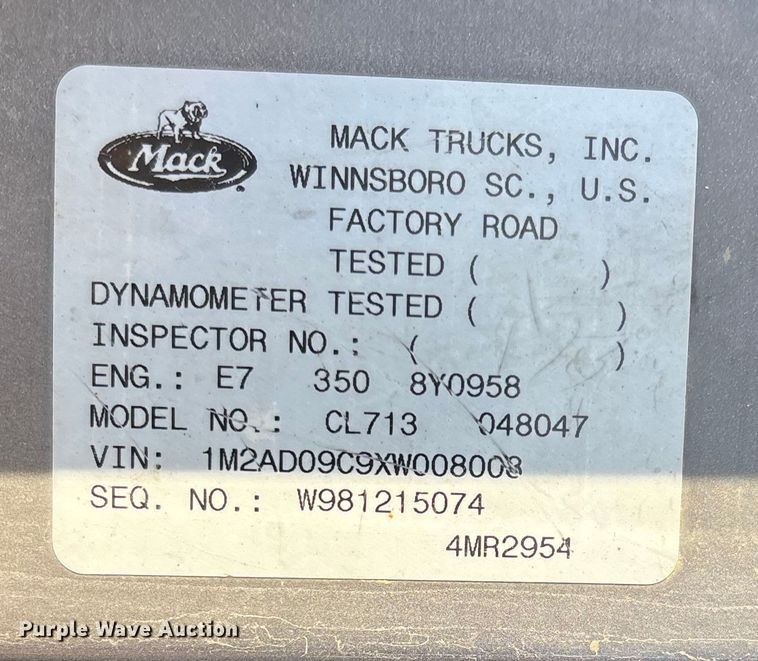 Mack
MACK TRUCKS, INC.
WINNSBORO SC., U.S.
FACTORY ROAD
TESTED ( )
DYNAMOMETER TESTED ( )
INSPECTOR NO.: ( )
ENG.: E7 350 8Y0958
MODEL NO.: CL713 048047
VIN: 1M2AD09C9XW008008
SEQ. NO.: W981215074
4MR2954
Purple Wave Auction